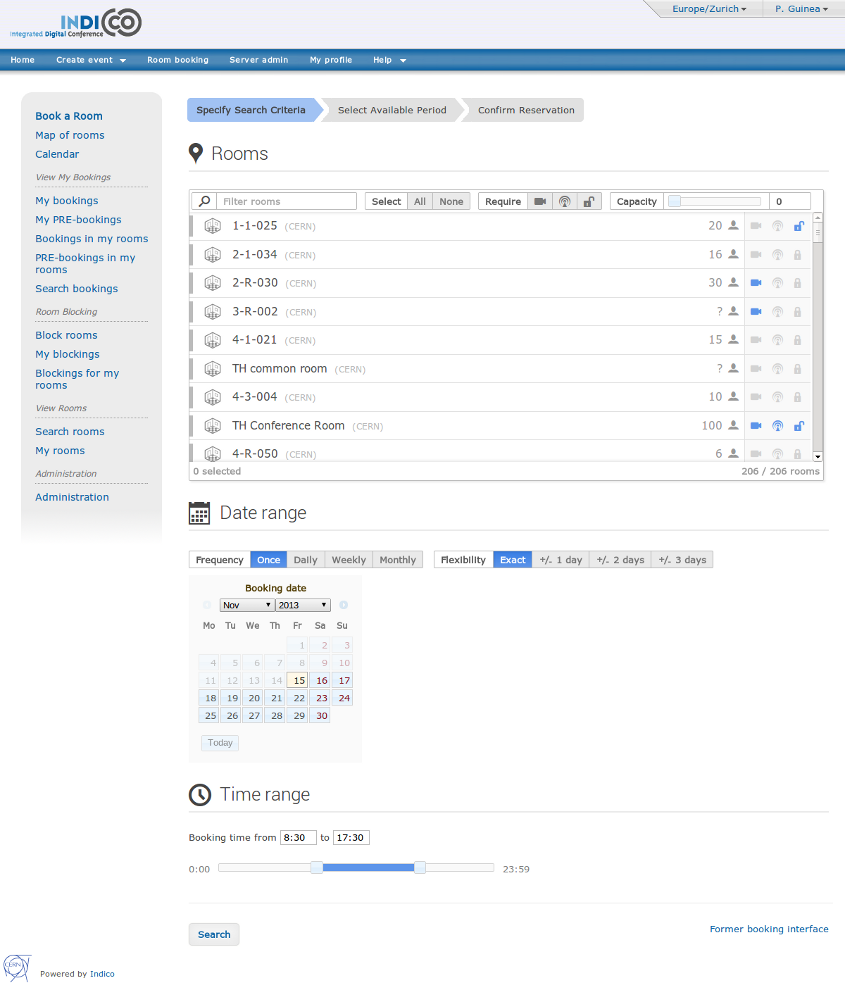 Europe/Zurich P. Guinea
INDICO
Integrated Digital Conference
Home Create event Room booking Server admin My profile Help
Book a Room
Map of rooms
Calendar
View My Bookings
My bookings
My PRE-bookings
Bookings in my rooms
PRE-bookings in my
rooms
Search bookings
Room Blocking
Block rooms
My blockings
Blockings for my
rooms
View Rooms
Search rooms
My rooms
Administration
Administration
Specify Search Criteria Select Available Period Confirm Reservation
Rooms
Filter rooms Select All None Require Capacity 0
1-1-025 (CERN) 20
2-1-034 (CERN) 16
2-R-030 (CERN) 30
3-R-002 (CERN) ?
4-1-021 (CERN) 15
TH common room (CERN) ?
4-3-004 (CERN) 10
TH Conference Room (CERN) 100
4-R-050 (CERN) 6
0 selected 206 / 206 rooms
Date range
Frequency Once Daily Weekly Monthly Flexibility Exact +/- 1 day +/- 2 days +/- 3 days
Booking date
Nov 2013
Mo Tu We Th Fr Sa Su
1 2 3
4 5 6 7 8 9 10
11 12 13 14 15 16 17
18 19 20 21 22 23 24
25 26 27 28 29 30
Today
Time range
Booking time from 8:30 to 17:30
0:00 23:59
Search Former booking interface
CERN Powered by Indico